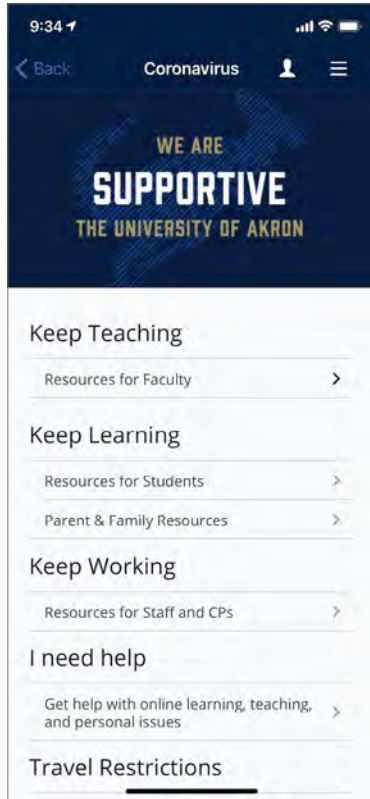 9:34
Back Coronavirus
WE ARE
SUPPORTIVE
THE UNIVERSITY OF AKRON
Keep Teaching
Resources for Faculty
Keep Learning
Resources for Students
Parent & Family Resources
Keep Working
Resources for Staff and CPs
I need help
Get help with online learning, teaching,
and personal issues
Travel Restrictions